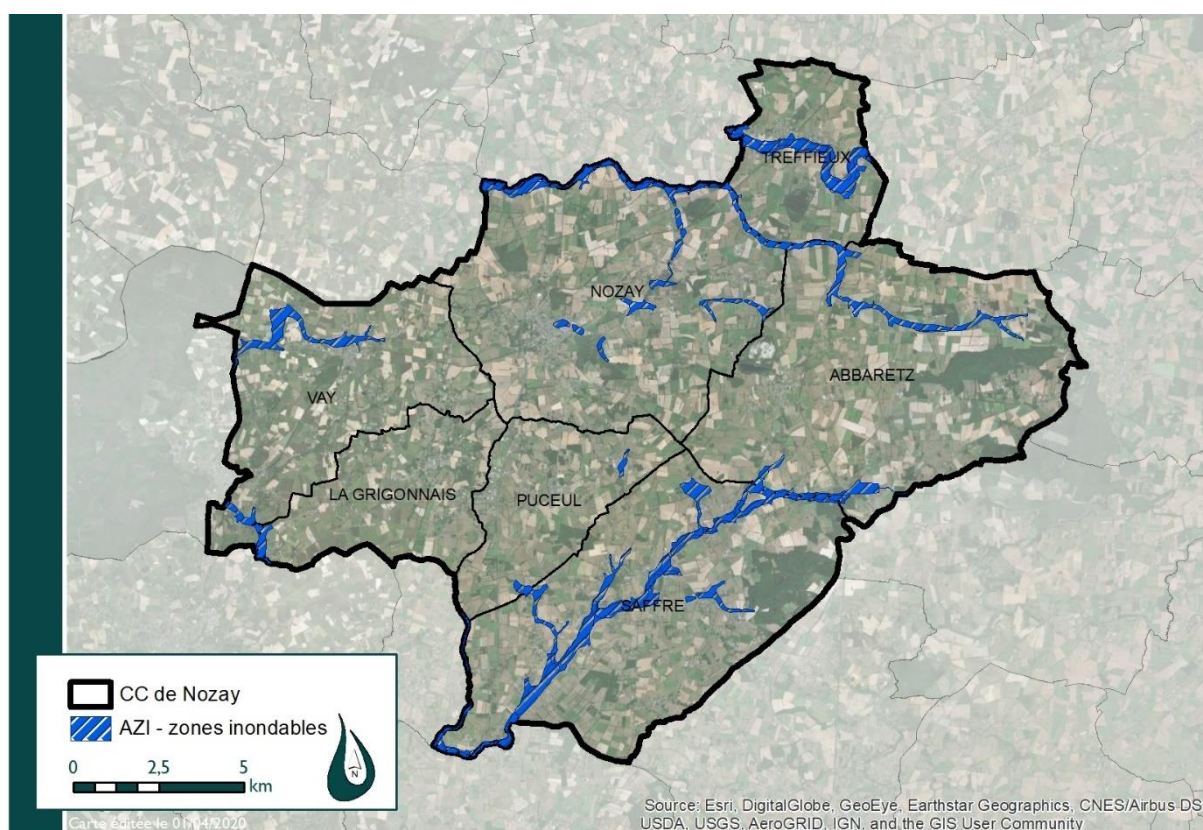 TREFFIEUX
NOZAY
ABBARETZ
VAY
LA GRIGONNAIS
PUCEUL
SAFFRE
CC de Nozay
AZI - zones inondables
0 2,5 5
km
N
Carte éditée le 01/04/2020
Source: Esri, DigitalGlobe, GeoEye, Earthstar Geographics, CNES/Airbus DS,
USDA, USGS, AeroGRID, IGN, and the GIS User Community